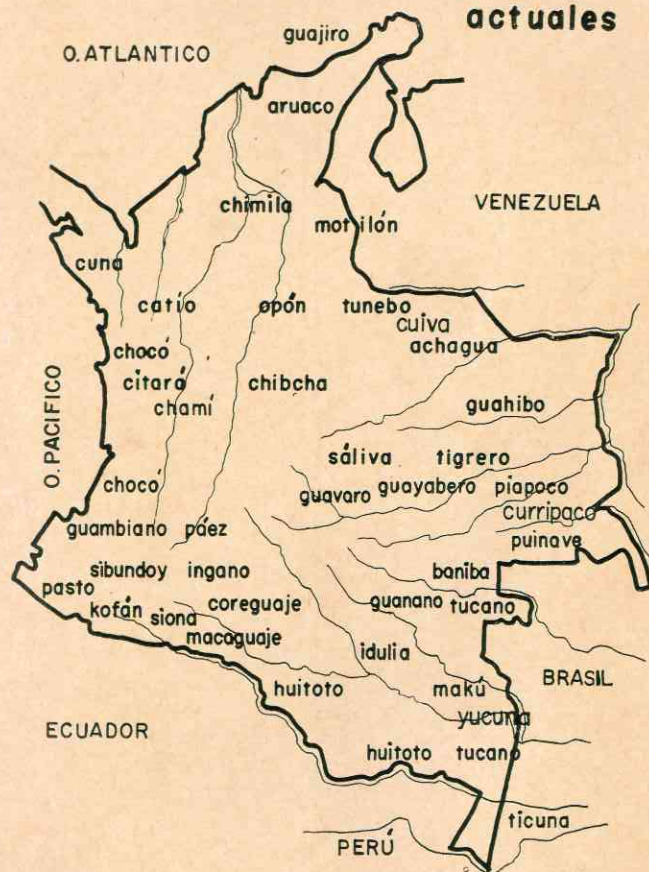 actuales
guajiro
O. ATLANTICO
aruaco
chimila
VENEZUELA
motilón
cuna
catío opón tunebo
cuiva
achagua
chocó
citará chibcha
chamí
guahibo
O. PACIFICO
sáliva tigrero
chocó
guavaro guayabero piapoco
curripaco
guambiano páez
puinave
sibundoy ingano
baniba
pasto
kofán siona coreguaje
guanano tucano
macaguaje
idulia
BRASIL
huitoto makú
yucuna
ECUADOR
huitoto tucano
ticuna
PERÚ